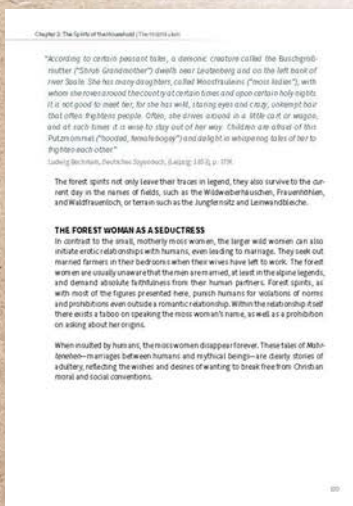 Chapter 2: The Spirits of the Household | The Hidden Ones
"According to certain peasant tales, a demonic creature called the Buschgroß-
mutter ("Shrub Grandmother") dwells near Leutenberg and on the left bank of
river Saale. She has many daughters, called Moosfräuleins ("moss ladies"), with
whom she roves around the country at certain times and upon certain holy nights.
It is not good to meet her, for she has wild, staring eyes and crazy, unkempt hair
that often frightens people. Often, she drives around in a little cart or wagon,
and at such times it is wise to stay out of her way. Children are afraid of this
Putzmommel ("hooded, female bogey") and delight in whispering tales of her to
frighten each other."
Ludwig Bechstein, Deutsches Sagenbuch, (Leipzig: 1853), p.
The forest spirits not only leave their traces in legend, they also survive to the cur-
rent day in the names of fields, such as the Wildweiberhäuschen, Frauenhöhlen,
and Waldfrauenloch, or terrain such as the Jungfernsitz and Leinwandbleiche.
THE FOREST WOMAN AS A SEDUCTRESS
In contrast to the small, motherly moss women, the larger wild women can also
initiate erotic relationships with humans, even leading to marriage. They seek out
married farmers in their bedrooms when their wives have left to work. The forest
women are usually unaware that the men are married, at least in the alpine legends,
and demand absolute faithfulness from their human partners. Forest spirits, as
with most of the figures presented here, punish humans for violations of norms
and prohibitions even outside a romantic relationship. Within the relationship itself
there exists a taboo on speaking the moss woman's name, as well as a prohibition
on asking about her origins.
When insulted by humans, the moss women disappear forever. These tales of Mahr-
tenehen—marriages between humans and mythical beings—are clearly stories of
adultery, reflecting the wishes and desires of wanting to break free from Christian
moral and social conventions.